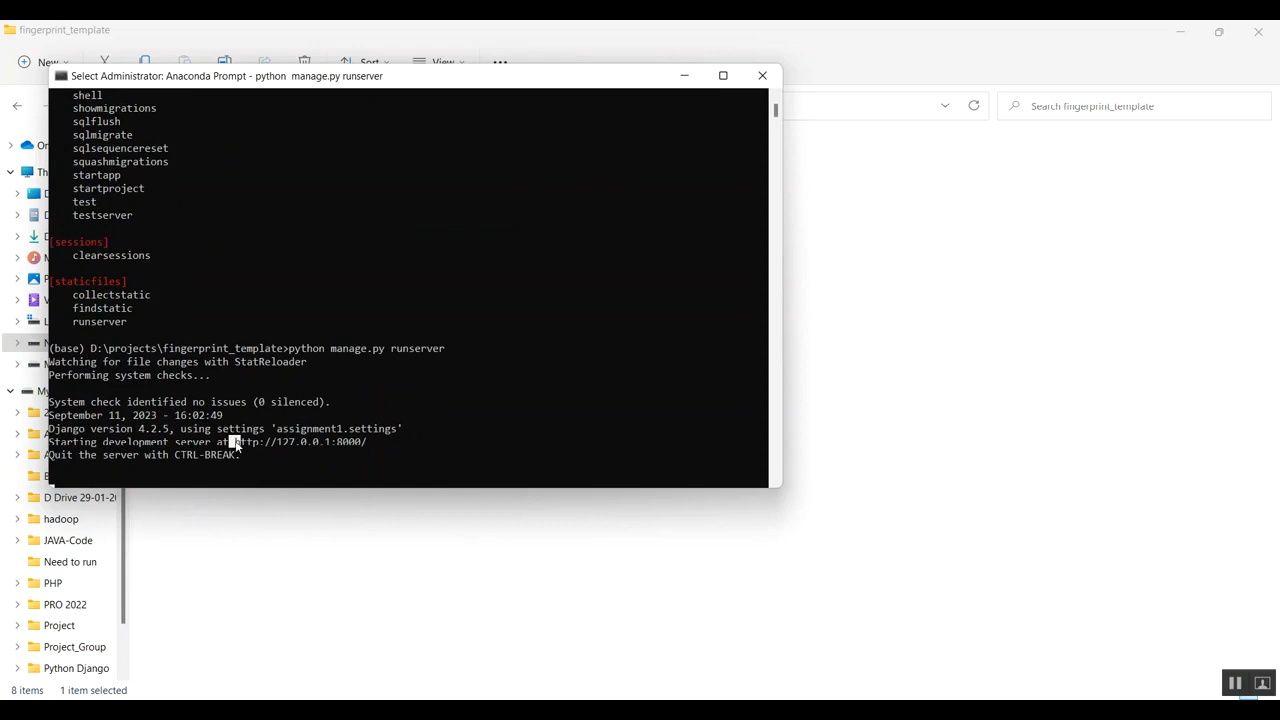 fingerprint_template
New
Sort
View
Select Administrator: Anaconda Prompt - python manage.py runserver
Search fingerprint_template
shell
showmigrations
sqlflush
sqlmigrate
sqlsequencereset
squashmigrations
startapp
startproject
test
testserver
[sessions]
clearsessions
[staticfiles]
collectstatic
findstatic
runserver
(base) D:\projects\fingerprint_template>python manage.py runserver
Watching for file changes with StatReloader
Performing system checks...
System check identified no issues (0 silenced).
September 11, 2023 - 16:02:49
Django version 4.2.5, using settings 'assignment1.settings'
Starting development server at http://127.0.0.1:8000/
Quit the server with CTRL-BREAK.
D Drive 29-01-2
hadoop
JAVA-Code
Need to run
PHP
PRO 2022
Project
Project_Group
Python Django
8 items 1 item selected